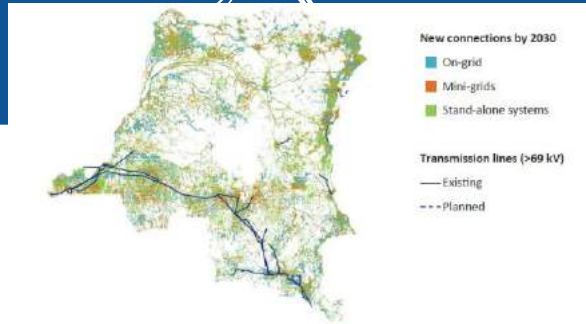 New connections by 2030
On-grid
Mini-grids
Stand-alone systems
Transmission lines (>69 kV)
Existing
Planned